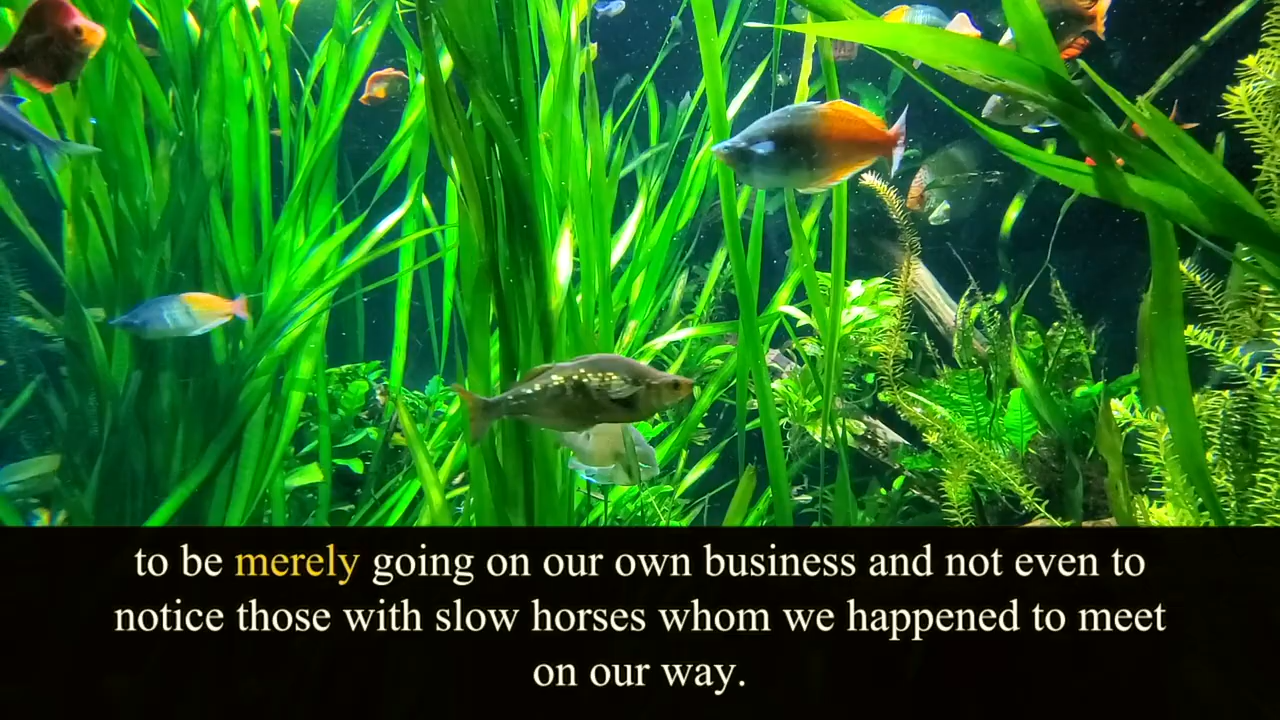 to be merely going on our own business and not even to
notice those with slow horses whom we happened to meet
on our way.